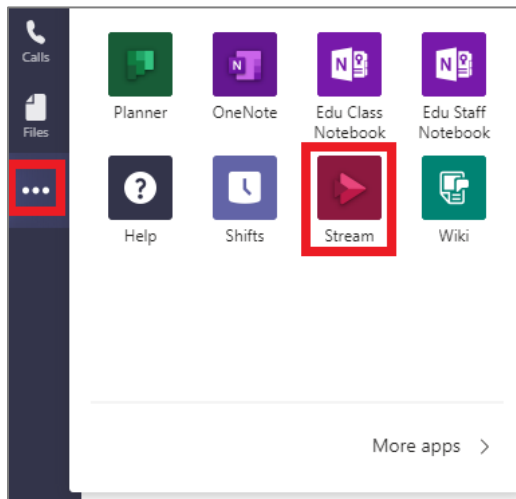 Calls
Files
Planner
OneNote
Edu Class
Notebook
Edu Staff
Notebook
Help
Shifts
Stream
Wiki
More apps